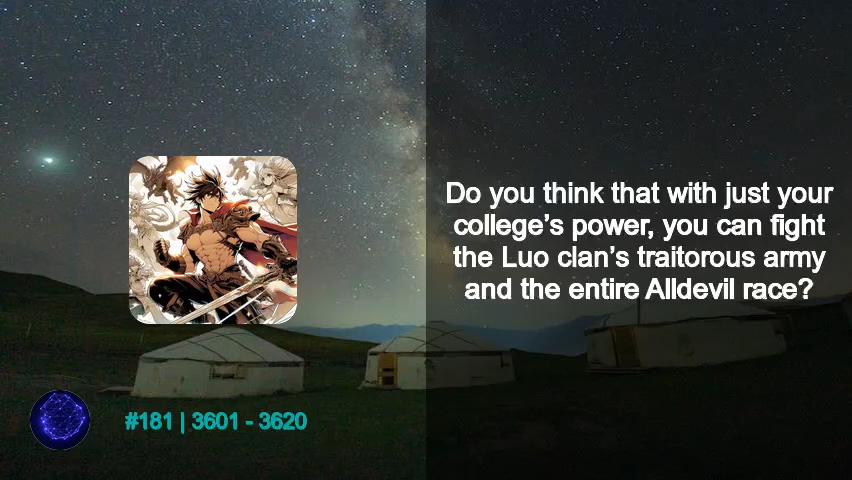 Do you think that with just your
college's power, you can fight
the Luo clan's traitorous army
and the entire Alldevil race?
#181 | 3601 - 3620